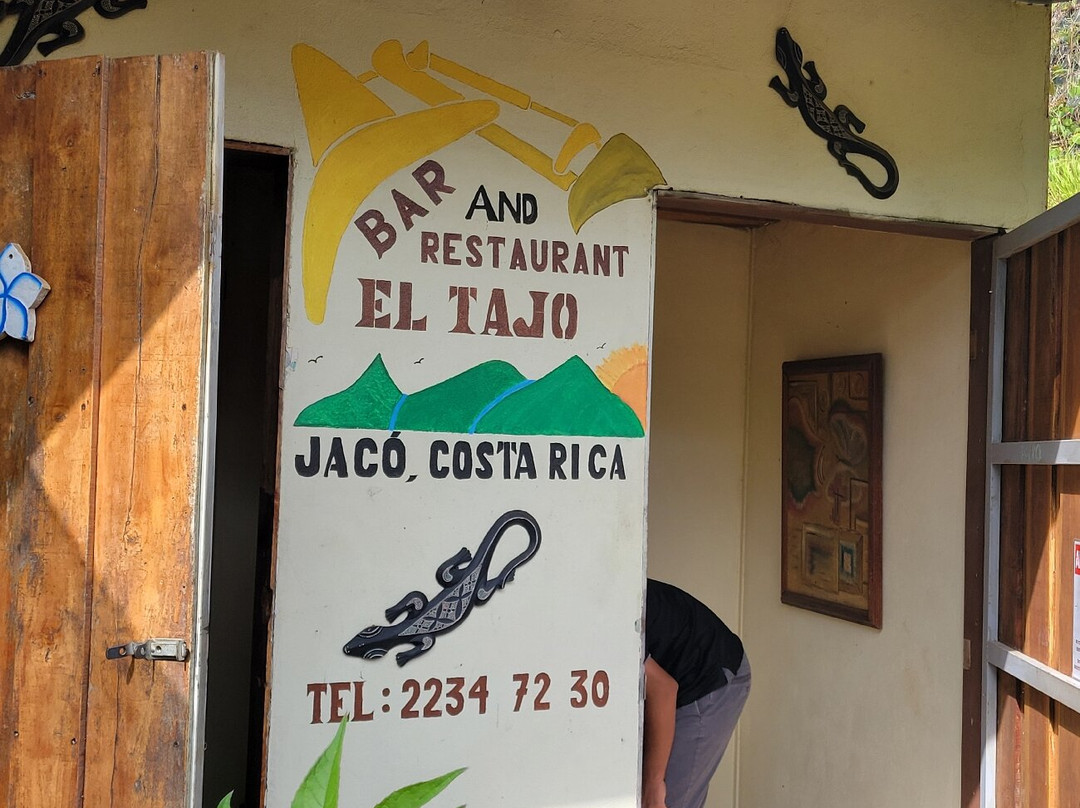 BAR AND
RESTAURANT
EL TAJO
JACÓ, COSTA RICA
TEL: 2234 72 30